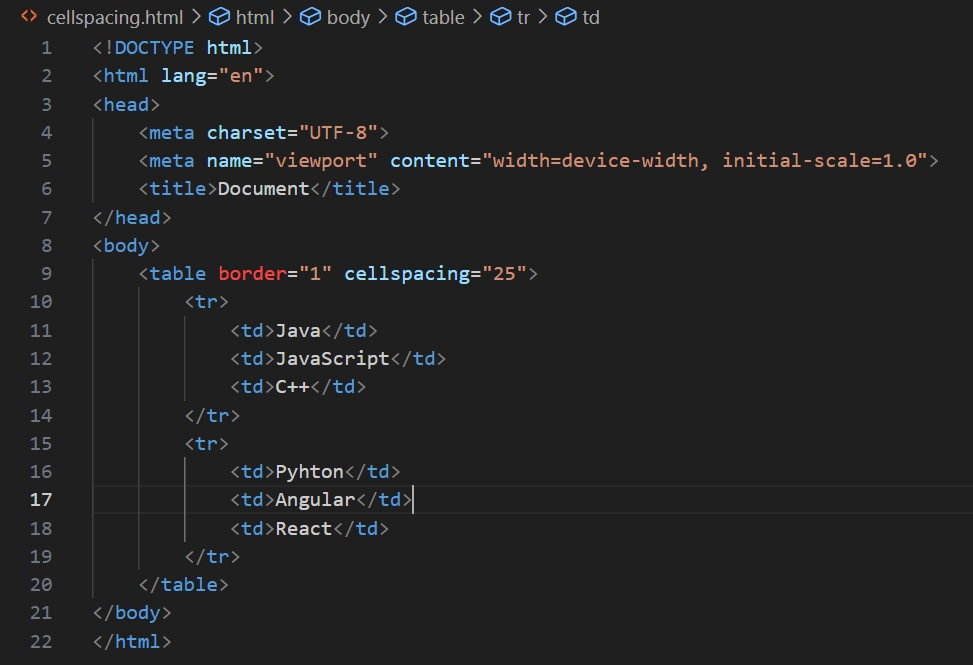 cellspacing.html > html > body > table > tr > td
1 <!DOCTYPE html>
2 <html lang="en">
3 <head>
4     <meta charset="UTF-8">
5     <meta name="viewport" content="width=device-width, initial-scale=1.0">
6     <title>Document</title>
7 </head>
8 <body>
9     <table border="1" cellspacing="25">
10         <tr>
11             <td>Java</td>
12             <td>JavaScript</td>
13             <td>C++</td>
14         </tr>
15         <tr>
16             <td>Pyhton</td>
17             <td>Angular</td>
18             <td>React</td>
19         </tr>
20     </table>
21 </body>
22 </html>